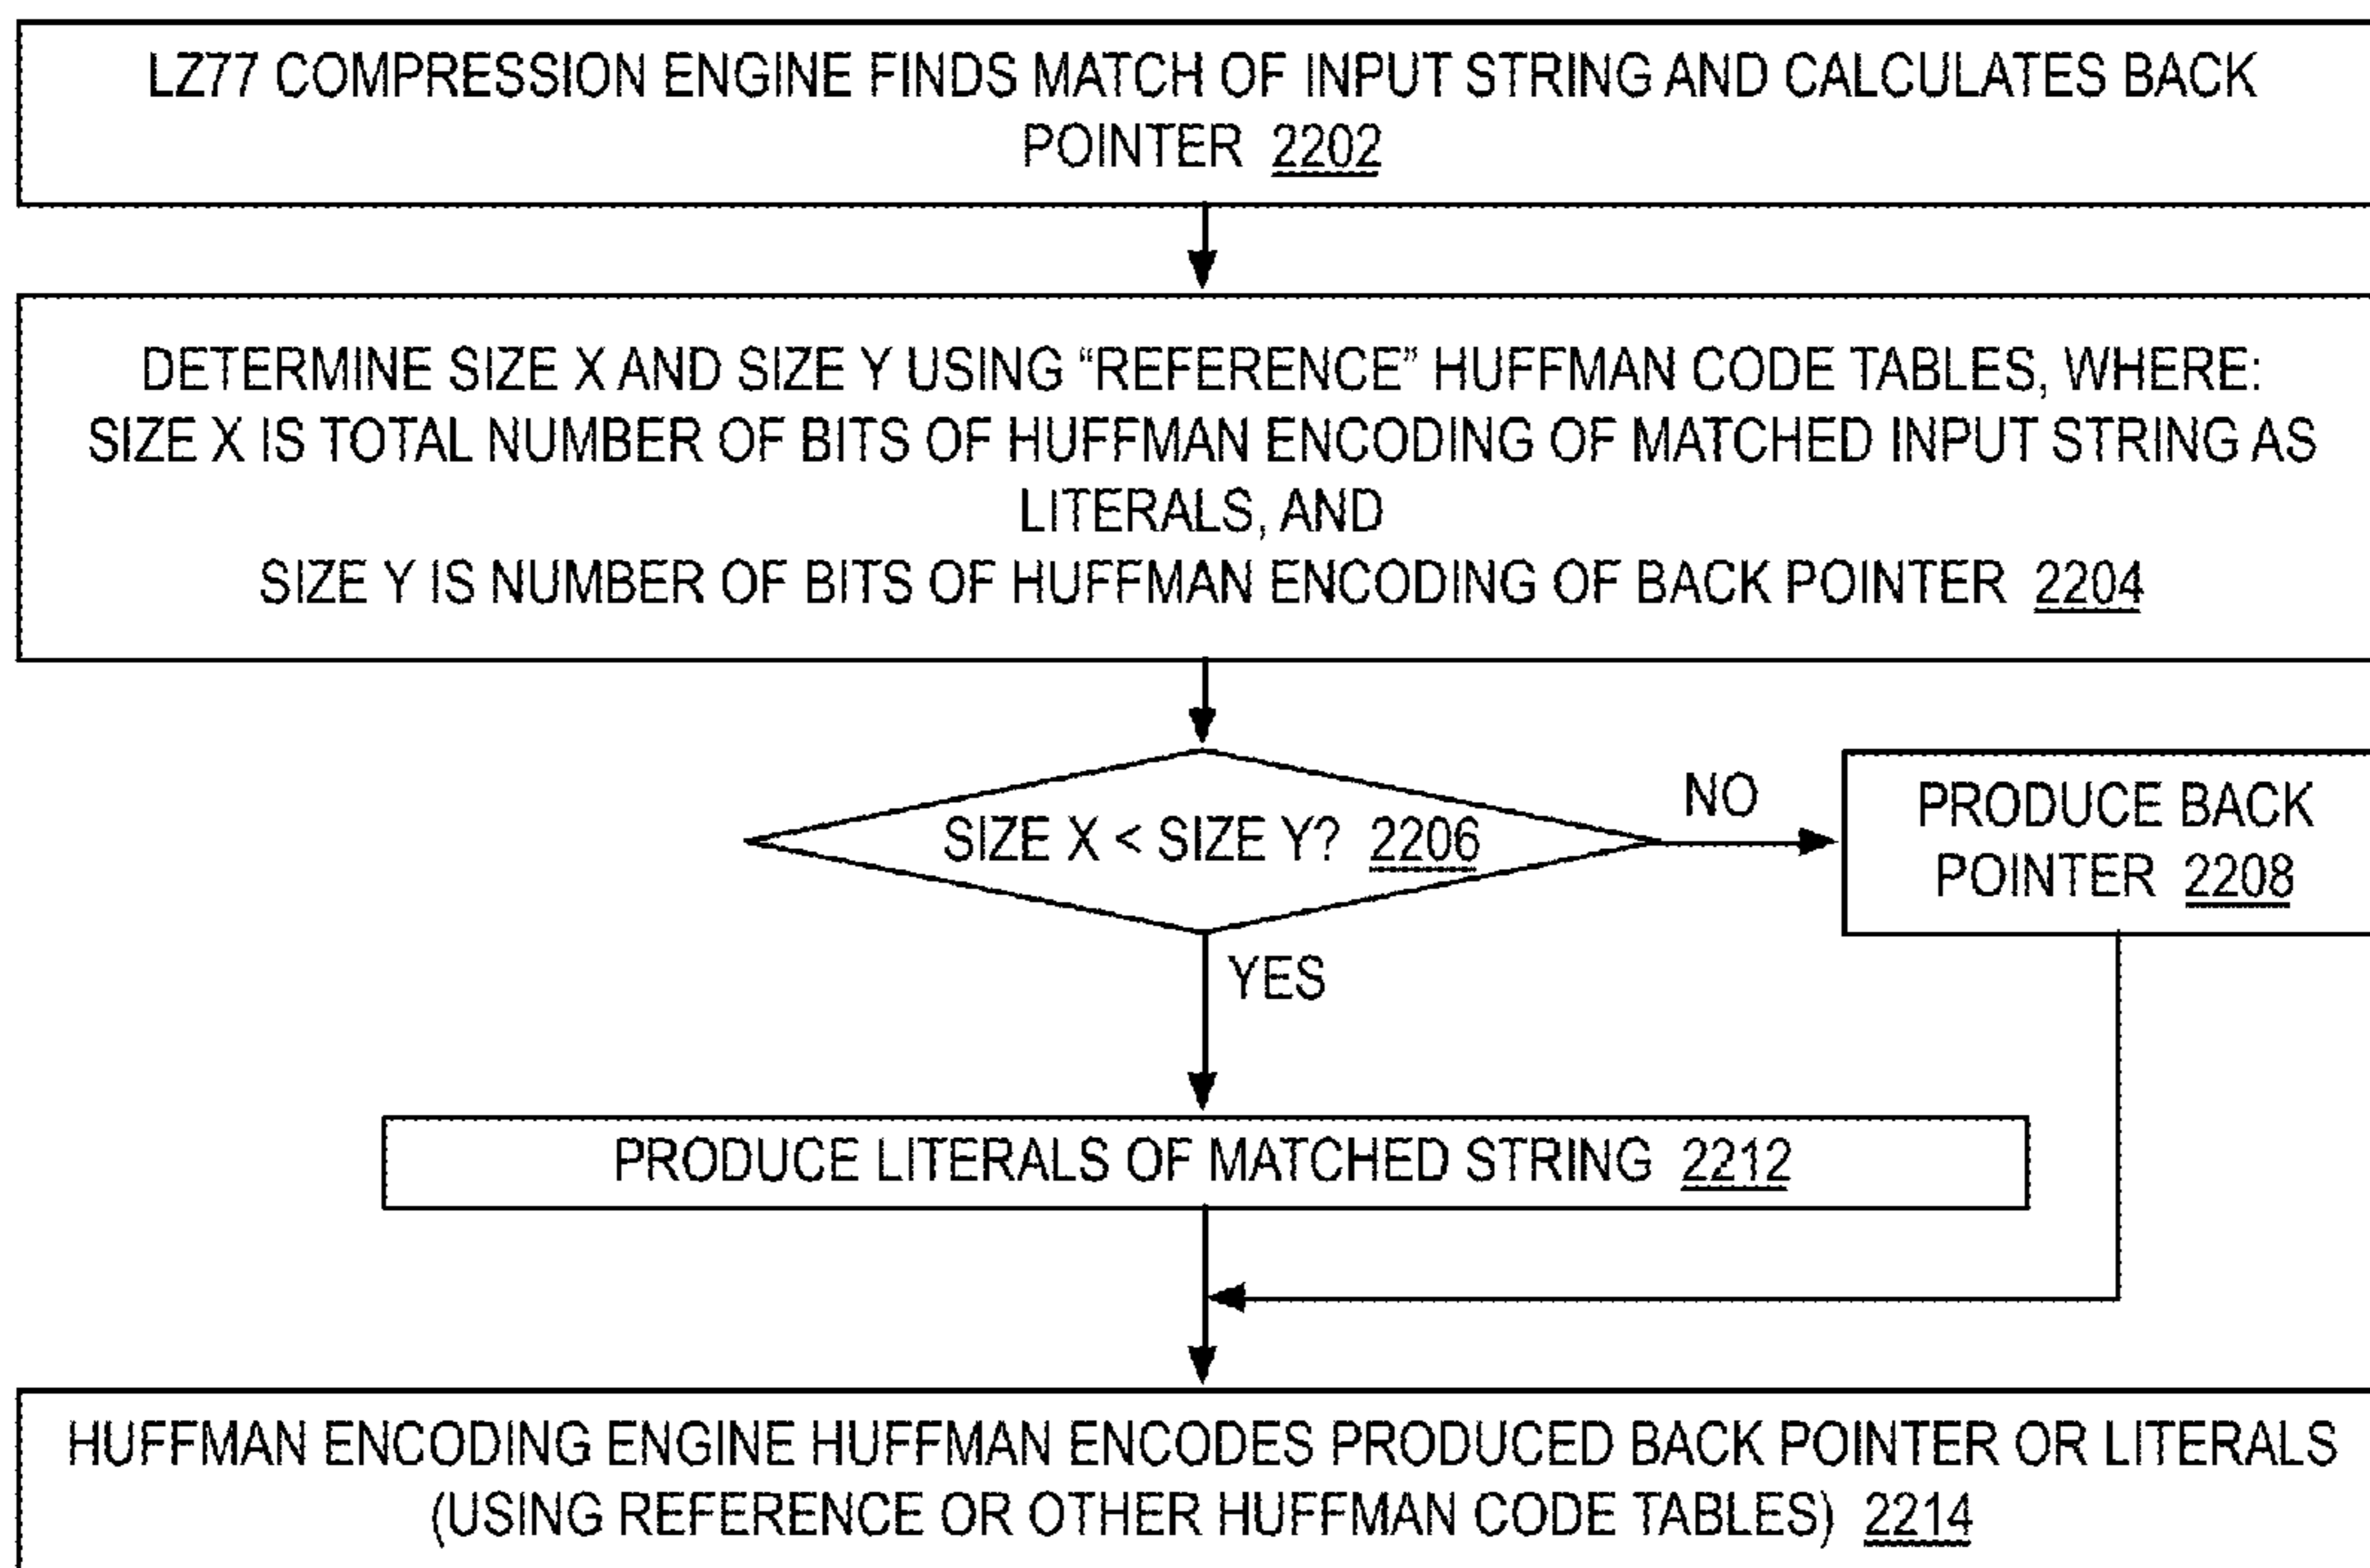 LZ77 COMPRESSION ENGINE FINDS MATCH OF INPUT STRING AND CALCULATES BACK
POINTER 2202
DETERMINE SIZE X AND SIZE Y USING “REFERENCE” HUFFMAN CODE TABLES, WHERE:
SIZE X IS TOTAL NUMBER OF BITS OF HUFFMAN ENCODING OF MATCHED INPUT STRING AS
LITERALS, AND
SIZE Y IS NUMBER OF BITS OF HUFFMAN ENCODING OF BACK POINTER 2204
SIZE X < SIZE Y? 2206
NO
PRODUCE BACK
POINTER 2208
YES
PRODUCE LITERALS OF MATCHED STRING 2212
HUFFMAN ENCODING ENGINE HUFFMAN ENCODES PRODUCED BACK POINTER OR LITERALS
(USING REFERENCE OR OTHER HUFFMAN CODE TABLES) 2214